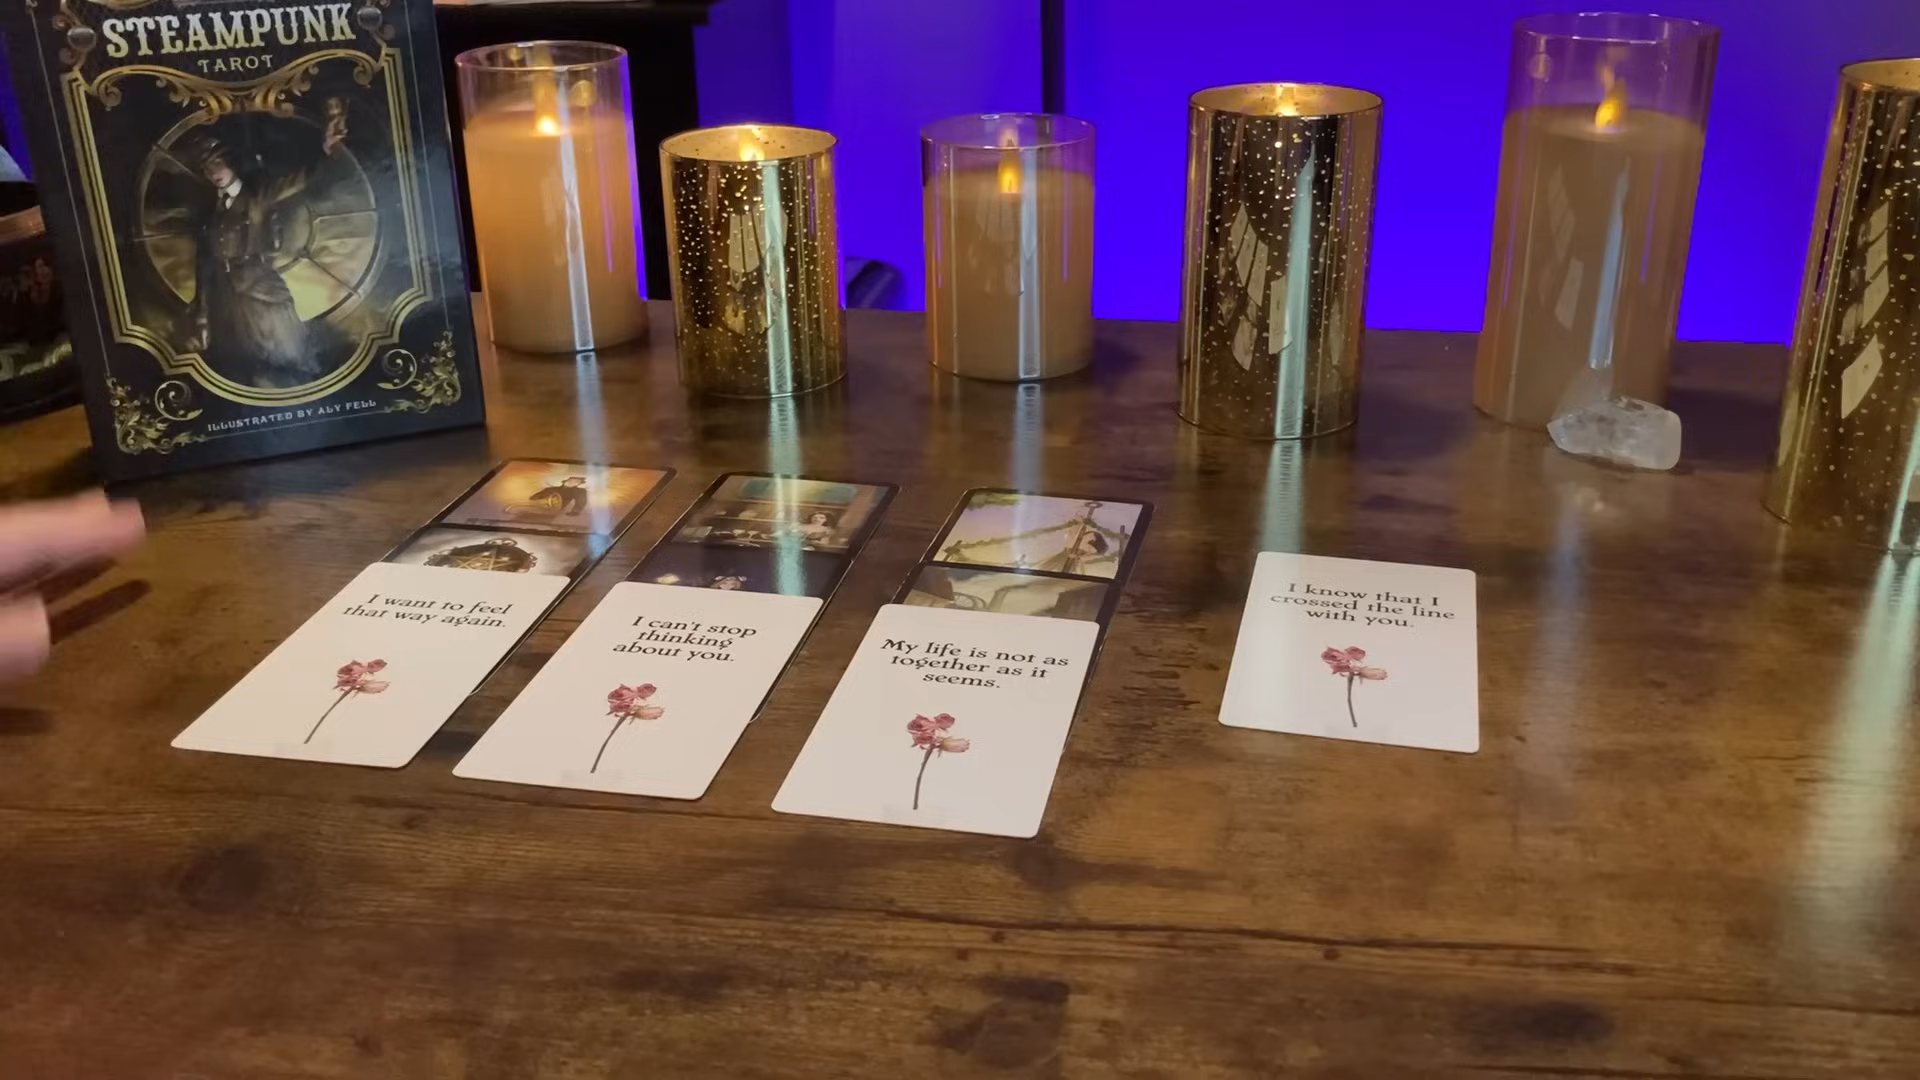 STEAMPUNK
TAROT
ILLUSTRATED BY ALY FELL
I want to feel
that way again.
I can't stop
thinking
about you.
My life is not as
together as it
seems.
I know that I
crossed the line
with you.